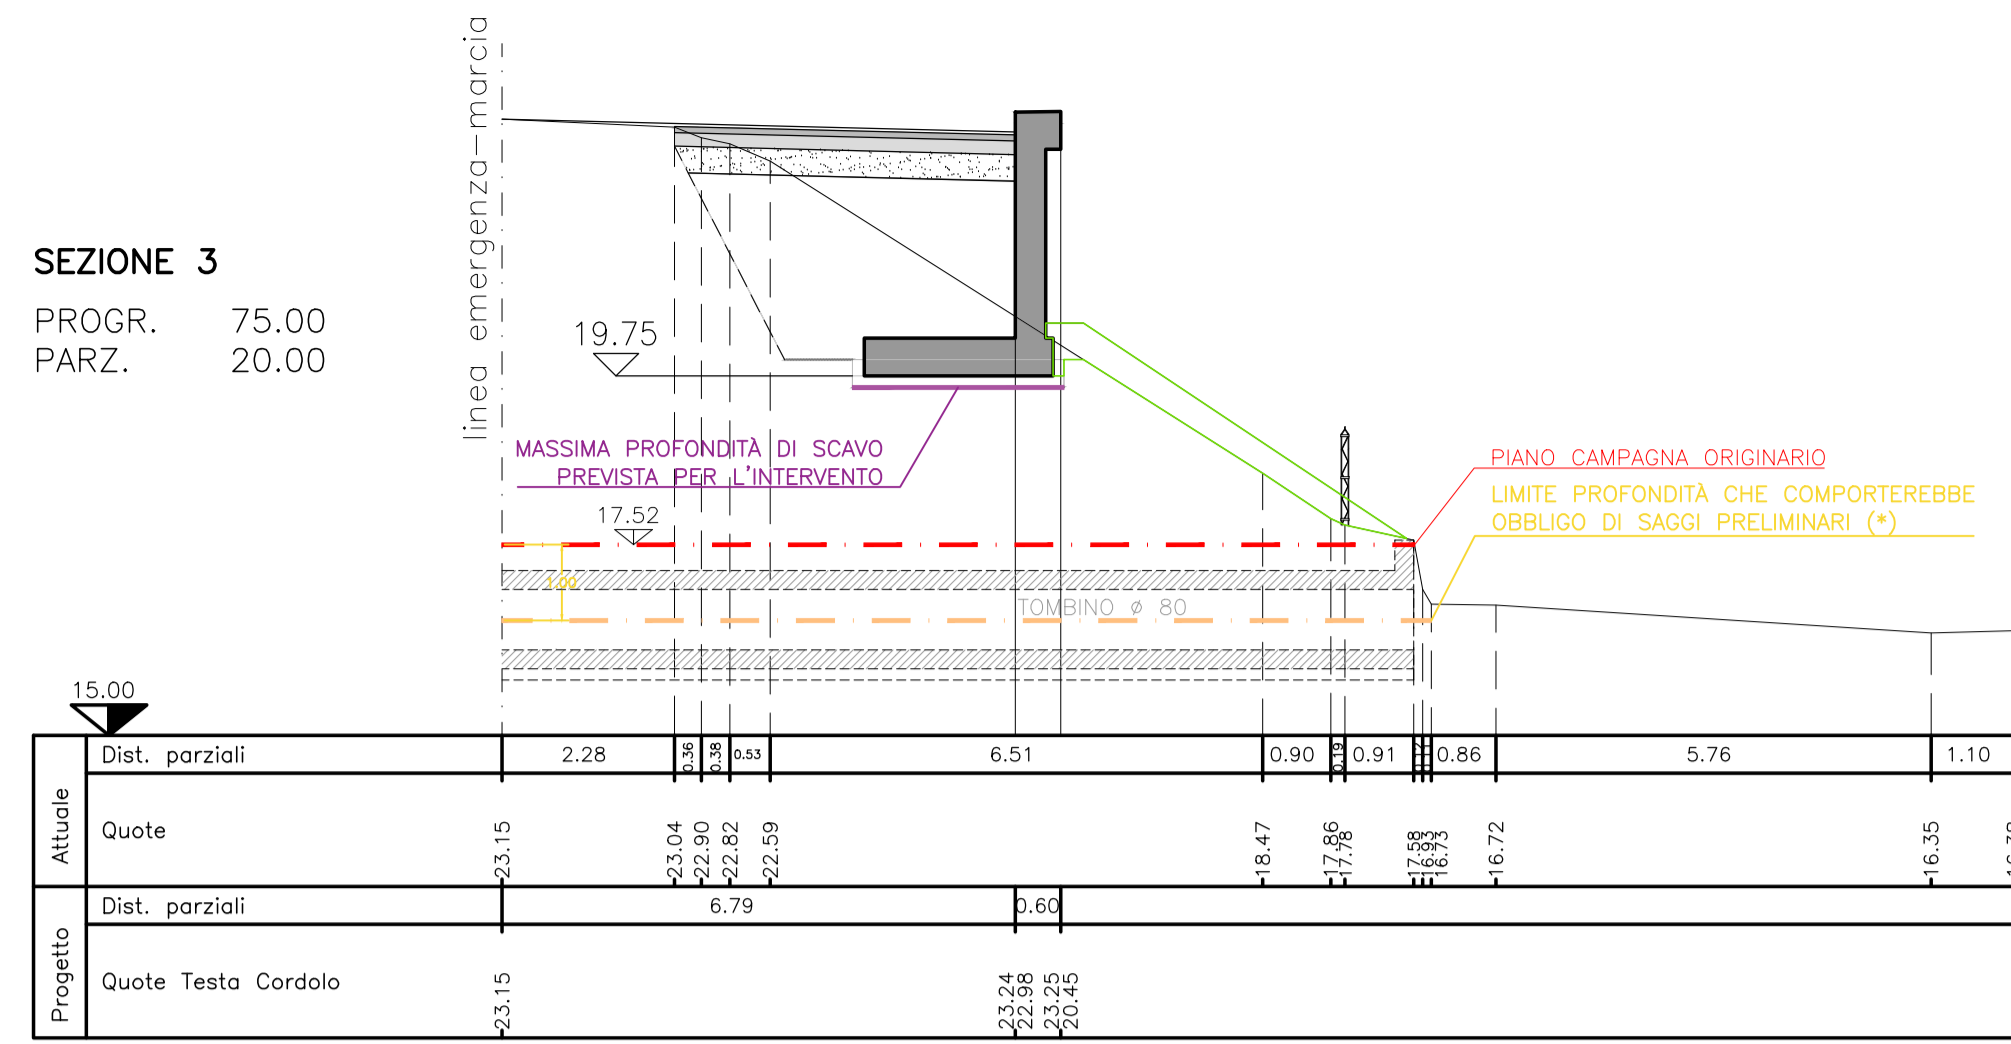 linea emergenza-marcia
SEZIONE 3
PROGR. 75.00
PARZ. 20.00
19.75
MASSIMA PROFONDITÀ DI SCAVO
PREVISTA PER L'INTERVENTO
PIANO CAMPAGNA ORIGINARIO
LIMITE PROFONDITÀ CHE COMPORTEREBBE
OBBLIGO DI SAGGI PRELIMINARI (*)
17.52
1.00
TOMBINO ø 80
15.00
Attuale
Dist. parziali 2.28 0.36 0.38 0.53 6.51 0.90 0.19 0.91 0.86 5.76 1.10
Quote 23.15 23.04 22.90 22.82 22.59 18.47 17.86 17.78 17.58 16.93 16.73 16.72 16.35
Progetto
Dist. parziali 6.79 0.60
Quote Testa Cordolo 23.15 23.24 22.98 23.25 20.45